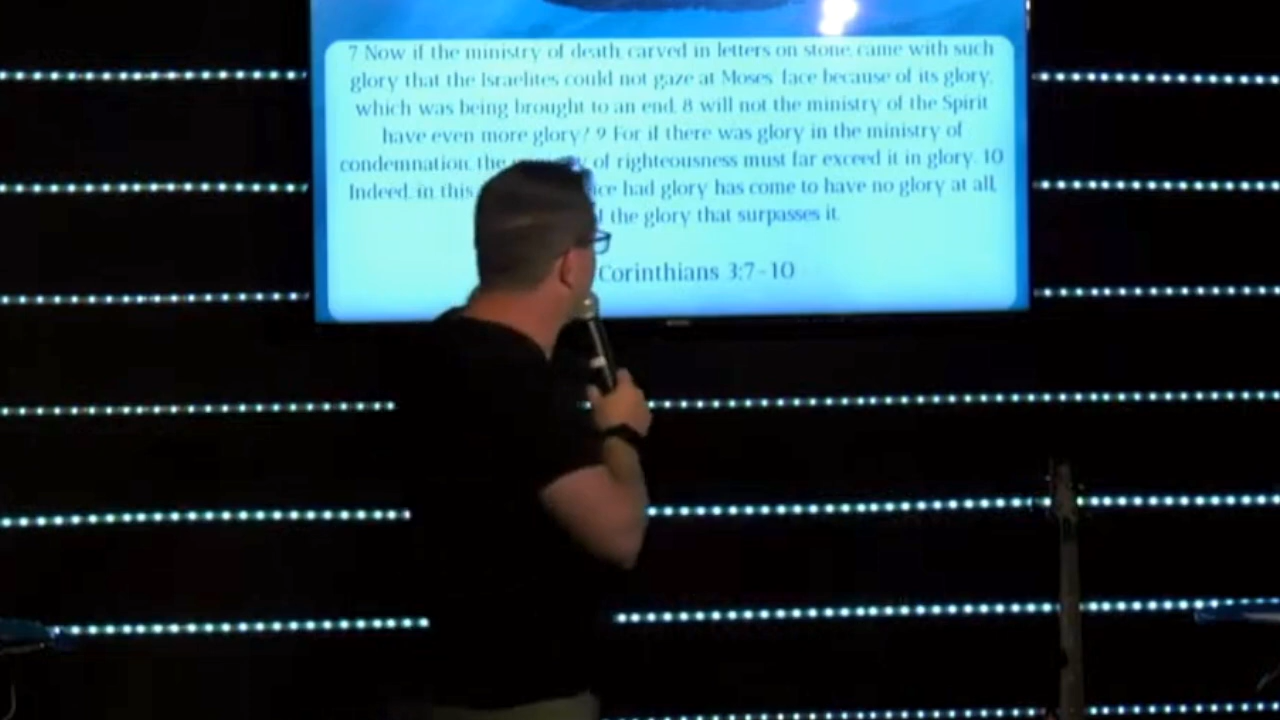 7 Now if the ministry of death, carved in letters on stone, came with such
glory that the Israelites could not gaze at Moses' face because of its glory,
which was being brought to an end, 8 will not the ministry of the Spirit
have even more glory? 9 For if there was glory in the ministry of
condemnation, the of righteousness must far exceed it in glory. 10
Indeed, in this had glory has come to have no glory at all,
the glory that surpasses it.
Corinthians 3:7-10